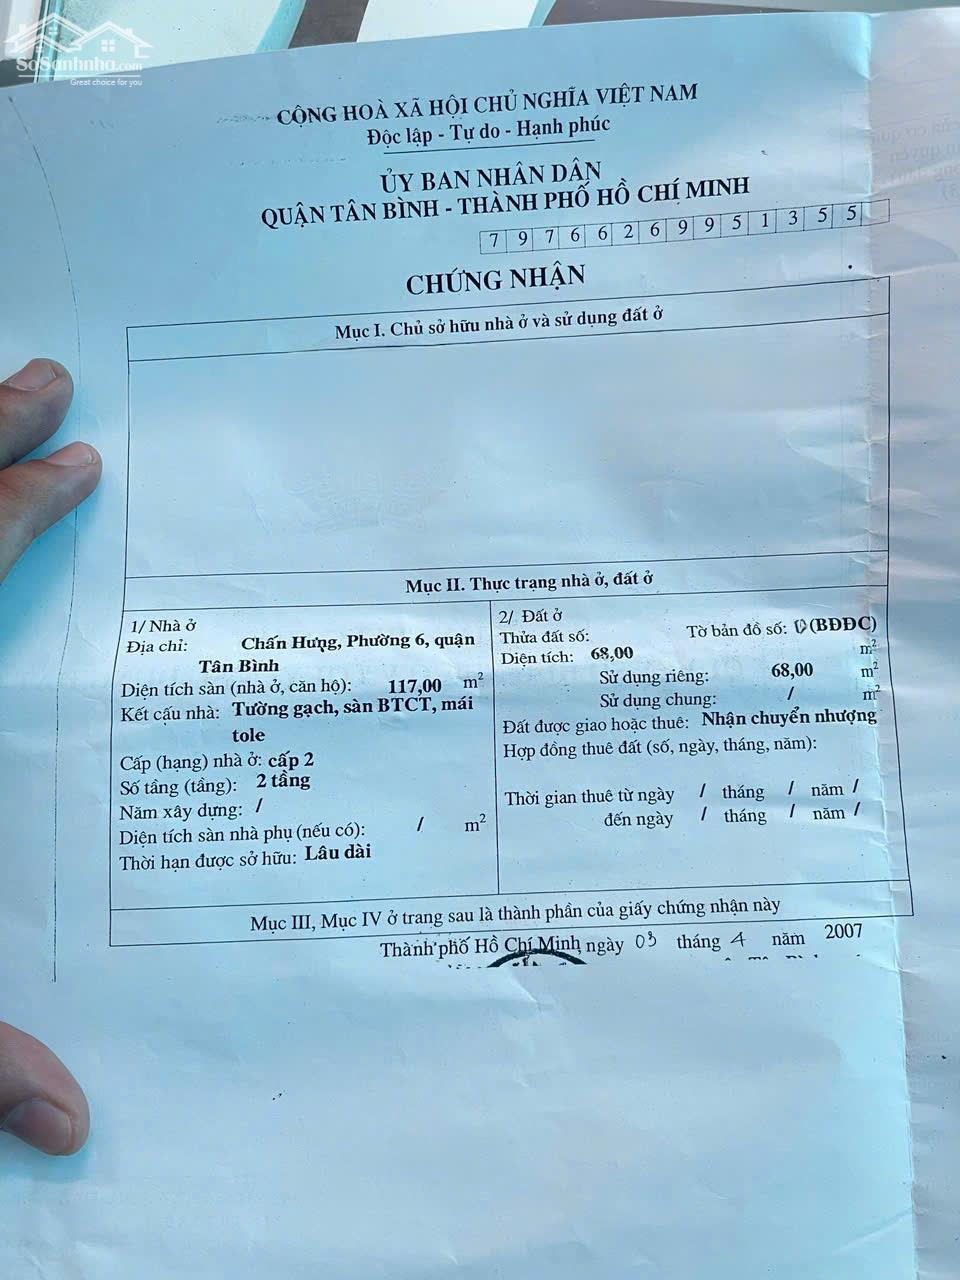 SoSanhnha.com
Great choice for you
CỘNG HOÀ XÃ HỘI CHỦ NGHĨA VIỆT NAM
Độc lập - Tự do - Hạnh phúc
ỦY BAN NHÂN DÂN
QUẬN TÂN BÌNH - THÀNH PHỐ HỒ CHÍ MINH
7 9 7 6 6 2 6 9 9 5 1 3 5 5
CHỨNG NHẬN
Mục I. Chủ sở hữu nhà ở và sử dụng đất ở
Mục II. Thực trạng nhà ở, đất ở
1/ Nhà ở
Địa chỉ: Chấn Hưng, Phường 6, quận
Tân Bình
Diện tích sàn (nhà ở, căn hộ): 117,00 m²
Kết cấu nhà: Tường gạch, sàn BTCT, mái
tole
Cấp (hạng) nhà ở: cấp 2
Số tầng (tầng): 2 tầng
Năm xây dựng: /
Diện tích sàn nhà phụ (nếu có): / m²
Thời hạn được sở hữu: Lâu dài
2/ Đất ở
Thửa đất số: Tờ bản đồ số: (BĐĐC)
Diện tích: 68,00 m²
Sử dụng riêng: 68,00 m²
Sử dụng chung: / m²
Đất được giao hoặc thuê: Nhận chuyển nhượng
Hợp đồng thuê đất (số, ngày, tháng, năm):
Thời gian thuê từ ngày / tháng / năm /
đến ngày / tháng / năm /
Mục III, Mục IV ở trang sau là thành phần của giấy chứng nhận này
Thành phố Hồ Chí Minh, ngày 03 tháng 4 năm 2007